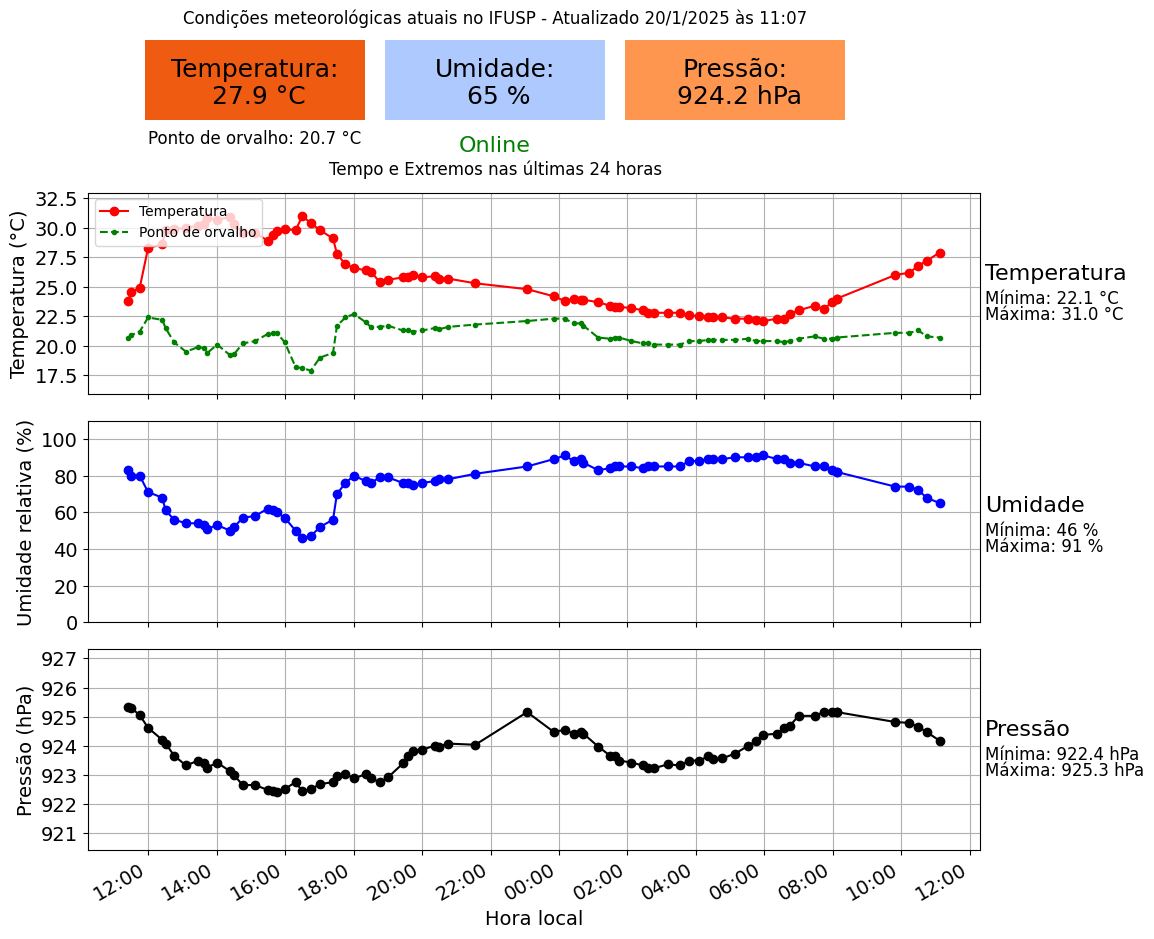 Condições meteorológicas atuais no IFUSP - Atualizado 20/1/2025 às 11:07
Temperatura:
27.9 °C
Umidade:
65 %
Pressão:
924.2 hPa
Ponto de orvalho: 20.7 °C
Online
Tempo e Extremos nas últimas 24 horas
Temperatura (°C)
32.5
30.0
27.5
25.0
22.5
20.0
17.5
Temperatura
Ponto de orvalho
Temperatura
Mínima: 22.1 °C
Máxima: 31.0 °C
Umidade relativa (%)
100
80
60
40
20
0
Umidade
Mínima: 46 %
Máxima: 91 %
Pressão (hPa)
927
926
925
924
923
922
921
Pressão
Mínima: 922.4 hPa
Máxima: 925.3 hPa
12:00
14:00
16:00
18:00
20:00
22:00
00:00
02:00
04:00
06:00
08:00
10:00
12:00
Hora local